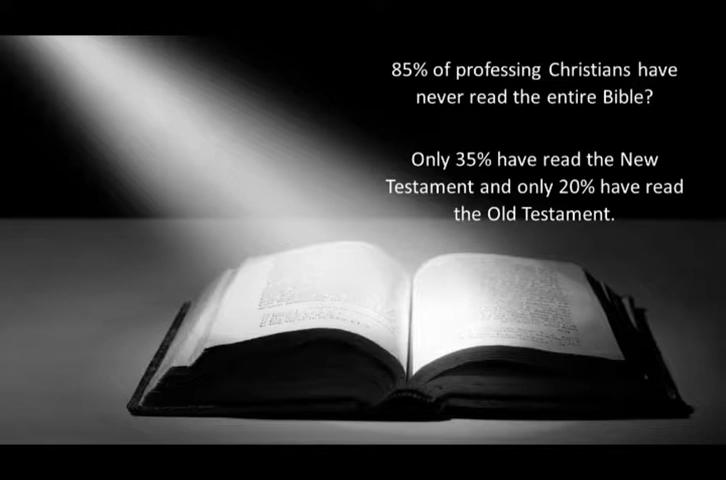 85% of professing Christians have
never read the entire Bible?
Only 35% have read the New
Testament and only 20% have read
the Old Testament.